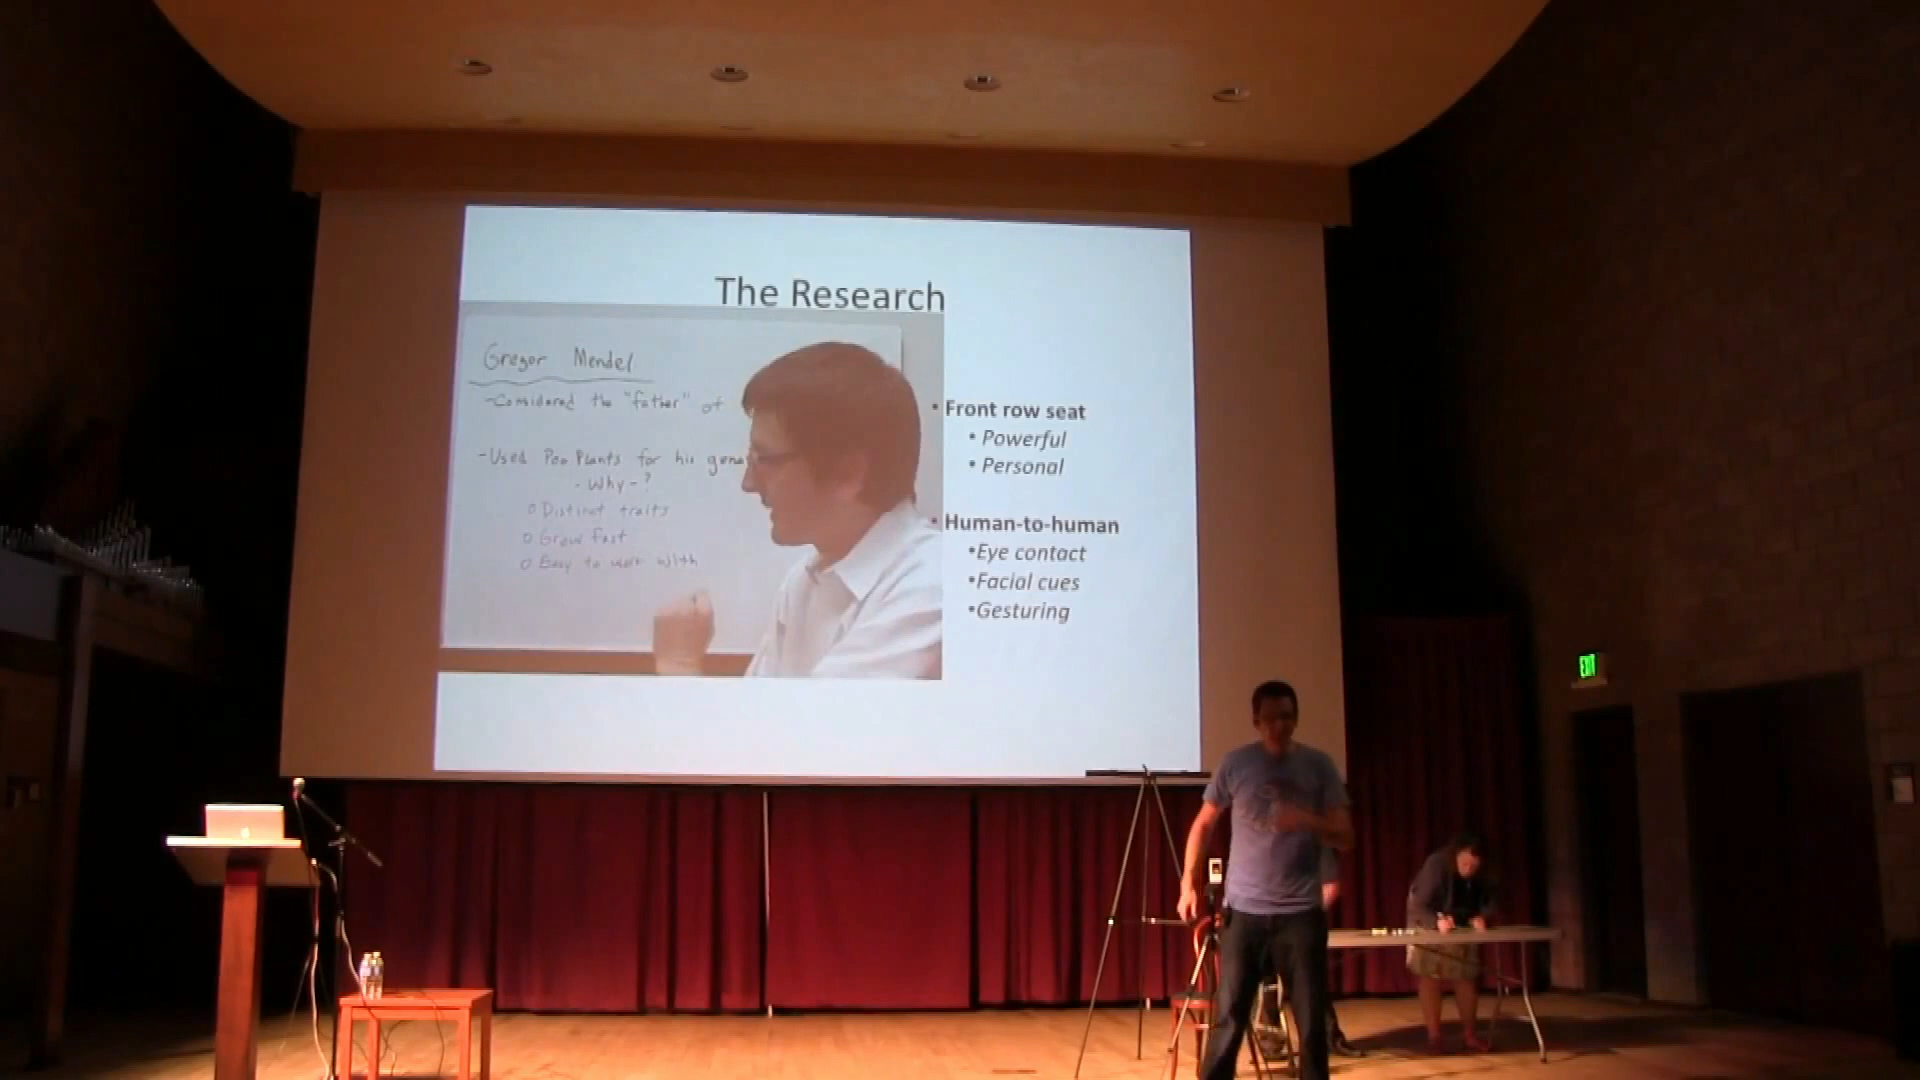 The Research
Gregor Mendel
-Considered the "father" of
-Used Pea Plants for his gene
- Why - ?
o Distinct traits
o Grow fast
o Easy to work with
• Front row seat
• Powerful
• Personal
• Human-to-human
•Eye contact
•Facial cues
•Gesturing
EXIT